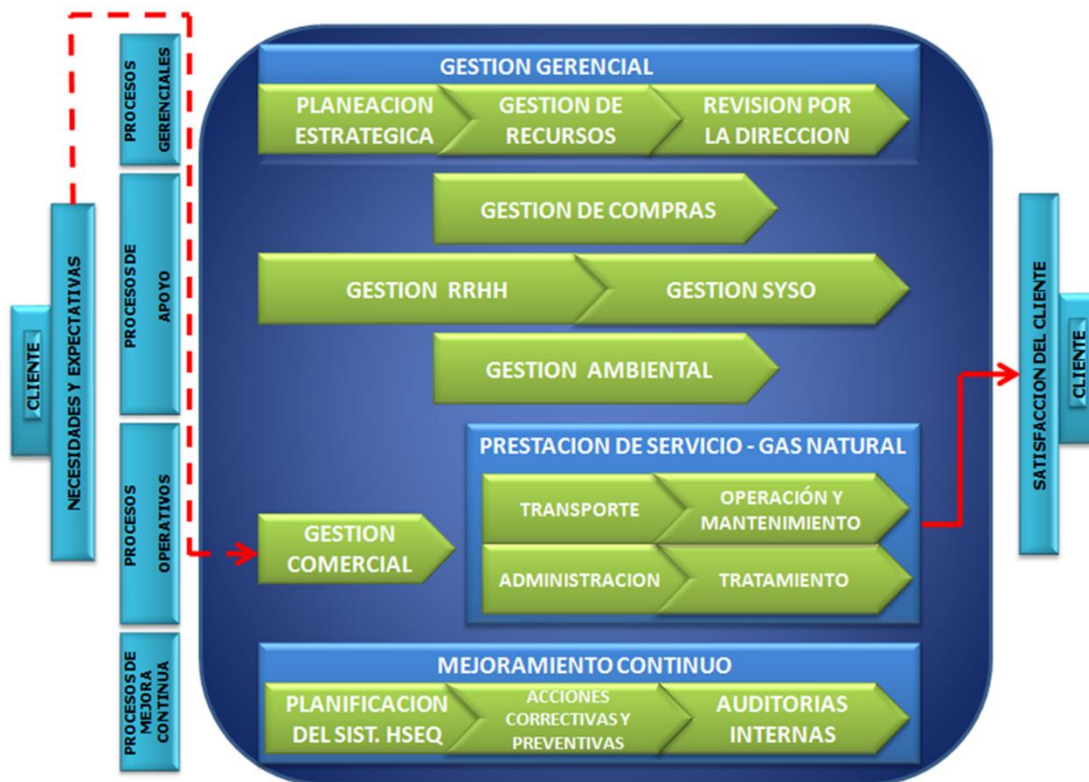 CLIENTE
NECESIDADES Y EXPECTATIVAS
PROCESOS
GERENCIALES
PROCESOS DE
APOYO
PROCESOS
OPERATIVOS
PROCESOS DE
MEJORA
CONTINUA
GESTION GERENCIAL
PLANEACION
ESTRATEGICA
GESTION DE
RECURSOS
REVISION POR
LA DIRECCION
GESTION DE COMPRAS
GESTION RRHH
GESTION SYSO
GESTION AMBIENTAL
GESTION
COMERCIAL
PRESTACION DE SERVICIO - GAS NATURAL
TRANSPORTE
OPERACIÓN Y
MANTENIMIENTO
ADMINISTRACION
TRATAMIENTO
MEJORAMIENTO CONTINUO
PLANIFICACION
DEL SIST. HSEQ
ACCIONES
CORRECTIVAS Y
PREVENTIVAS
AUDITORIAS
INTERNAS
SATISFACCION DEL CLIENTE
CLIENTE